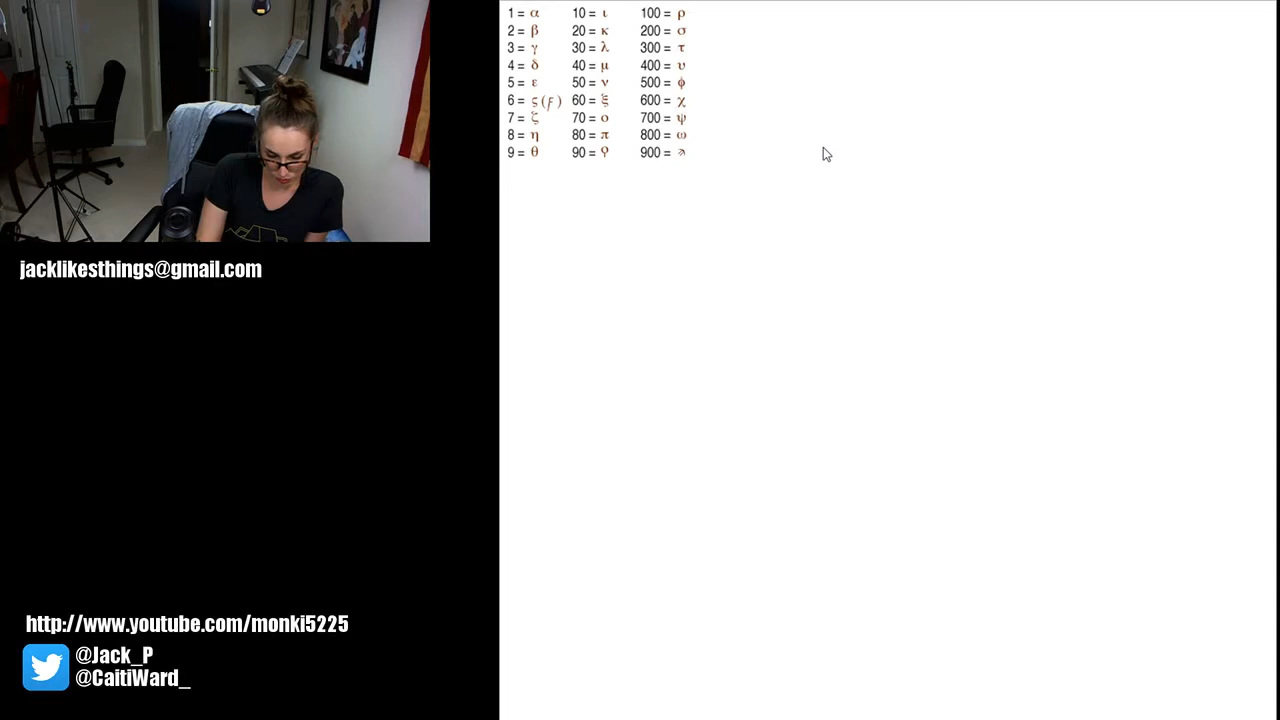 1 = α 10 = ι 100 = ρ
2 = β 20 = κ 200 = σ
3 = γ 30 = λ 300 = τ
4 = δ 40 = μ 400 = υ
5 = ε 50 = ν 500 = φ
6 = ς (Ϝ) 60 = ξ 600 = χ
7 = ζ 70 = ο 700 = ψ
8 = η 80 = π 800 = ω
9 = θ 90 = Ϙ 900 = ϡ
jacklikesthings@gmail.com
http://www.youtube.com/monki5225
@Jack_P
@CaitiWard_